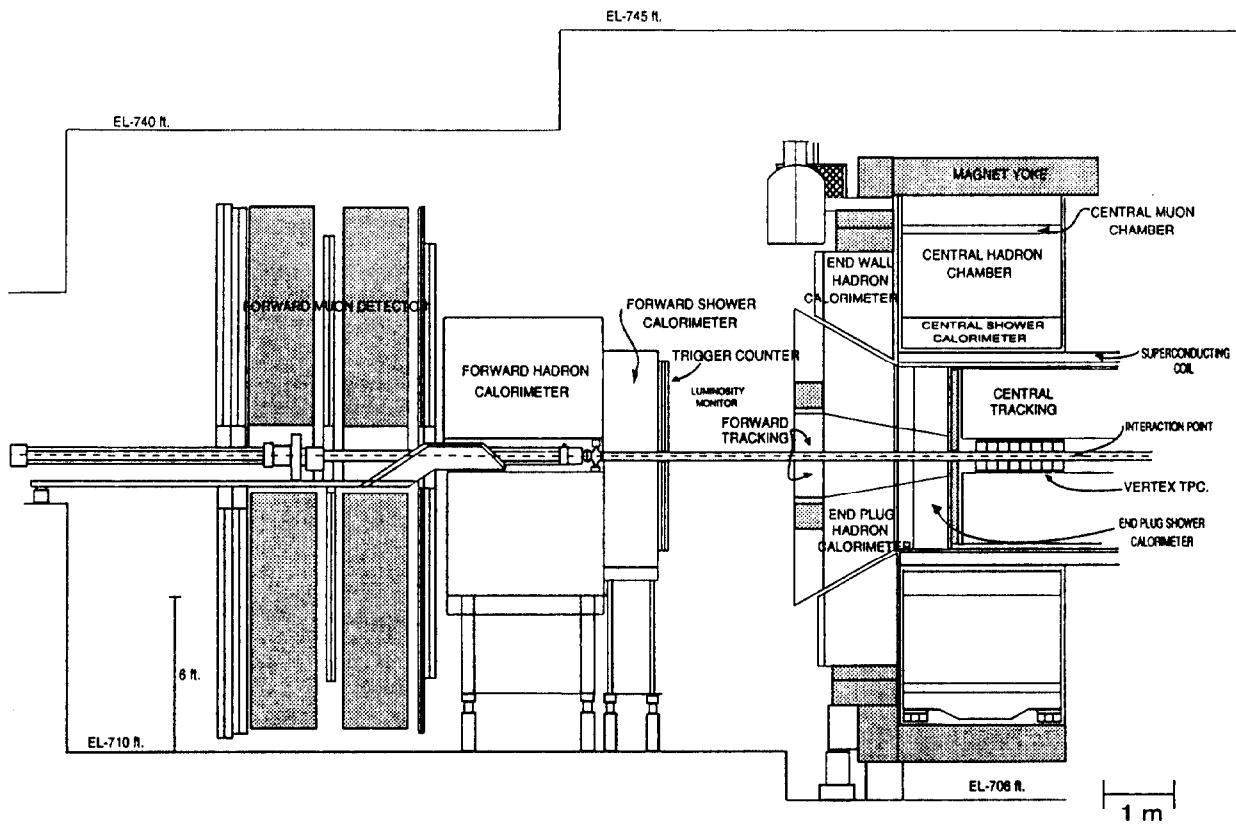 EL-745 ft.
EL-740 ft.
MAGNET YOKE
CENTRAL MUON
CHAMBER
CENTRAL HADRON
CHAMBER
END WALL
HADRON
CALORIMETER
FORWARD MUON DETECTOR
FORWARD SHOWER
CALORIMETER
CENTRAL SHOWER
CALORIMETER
TRIGGER COUNTER
SUPERCONDUCTING
COIL
FORWARD HADRON
CALORIMETER
LUMINOSITY
MONITOR
CENTRAL
TRACKING
FORWARD
TRACKING
INTERACTION POINT
VERTEX TPC.
END PLUG
HADRON
CALORIMETER
END PLUG SHOWER
CALORIMETER
6 ft.
EL-710 ft.
EL-706 ft.
1 m